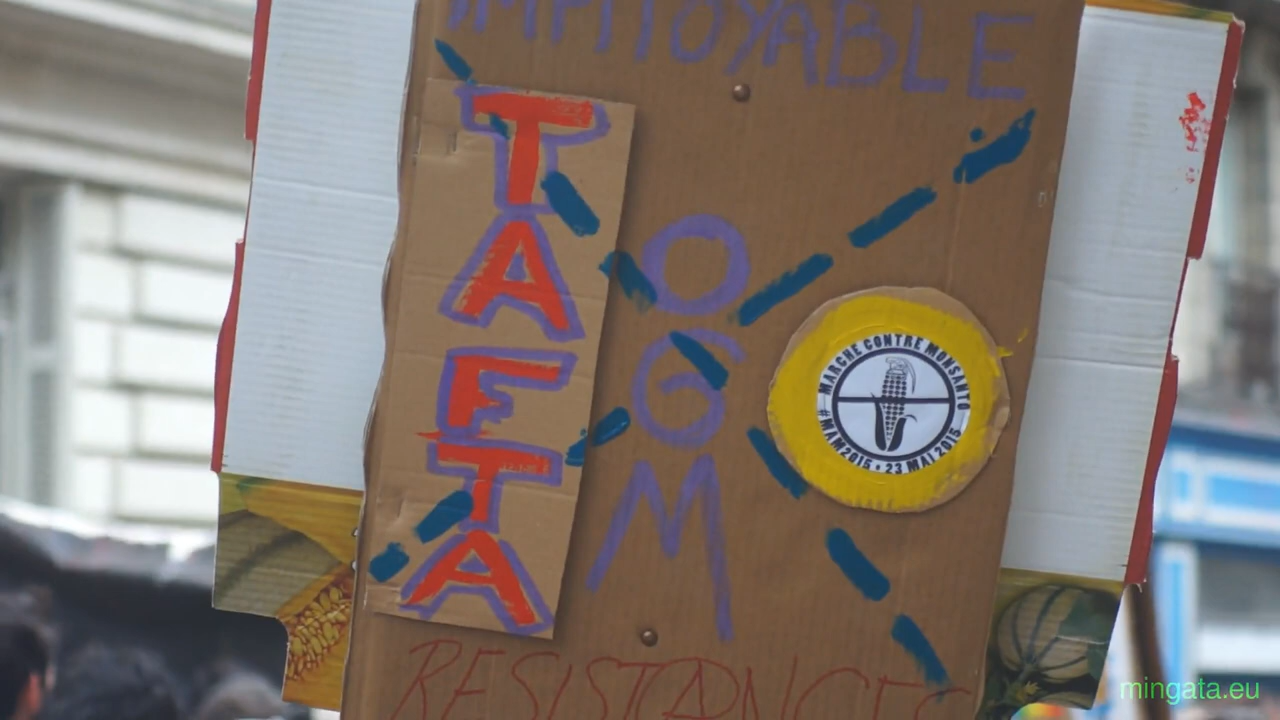 IMPITOYABLE
TAFTA
OGM
MARCHE CONTRE MONSANTO
#MAM2015 • 23 MAI 2015
RESISTANCES
mingata.eu